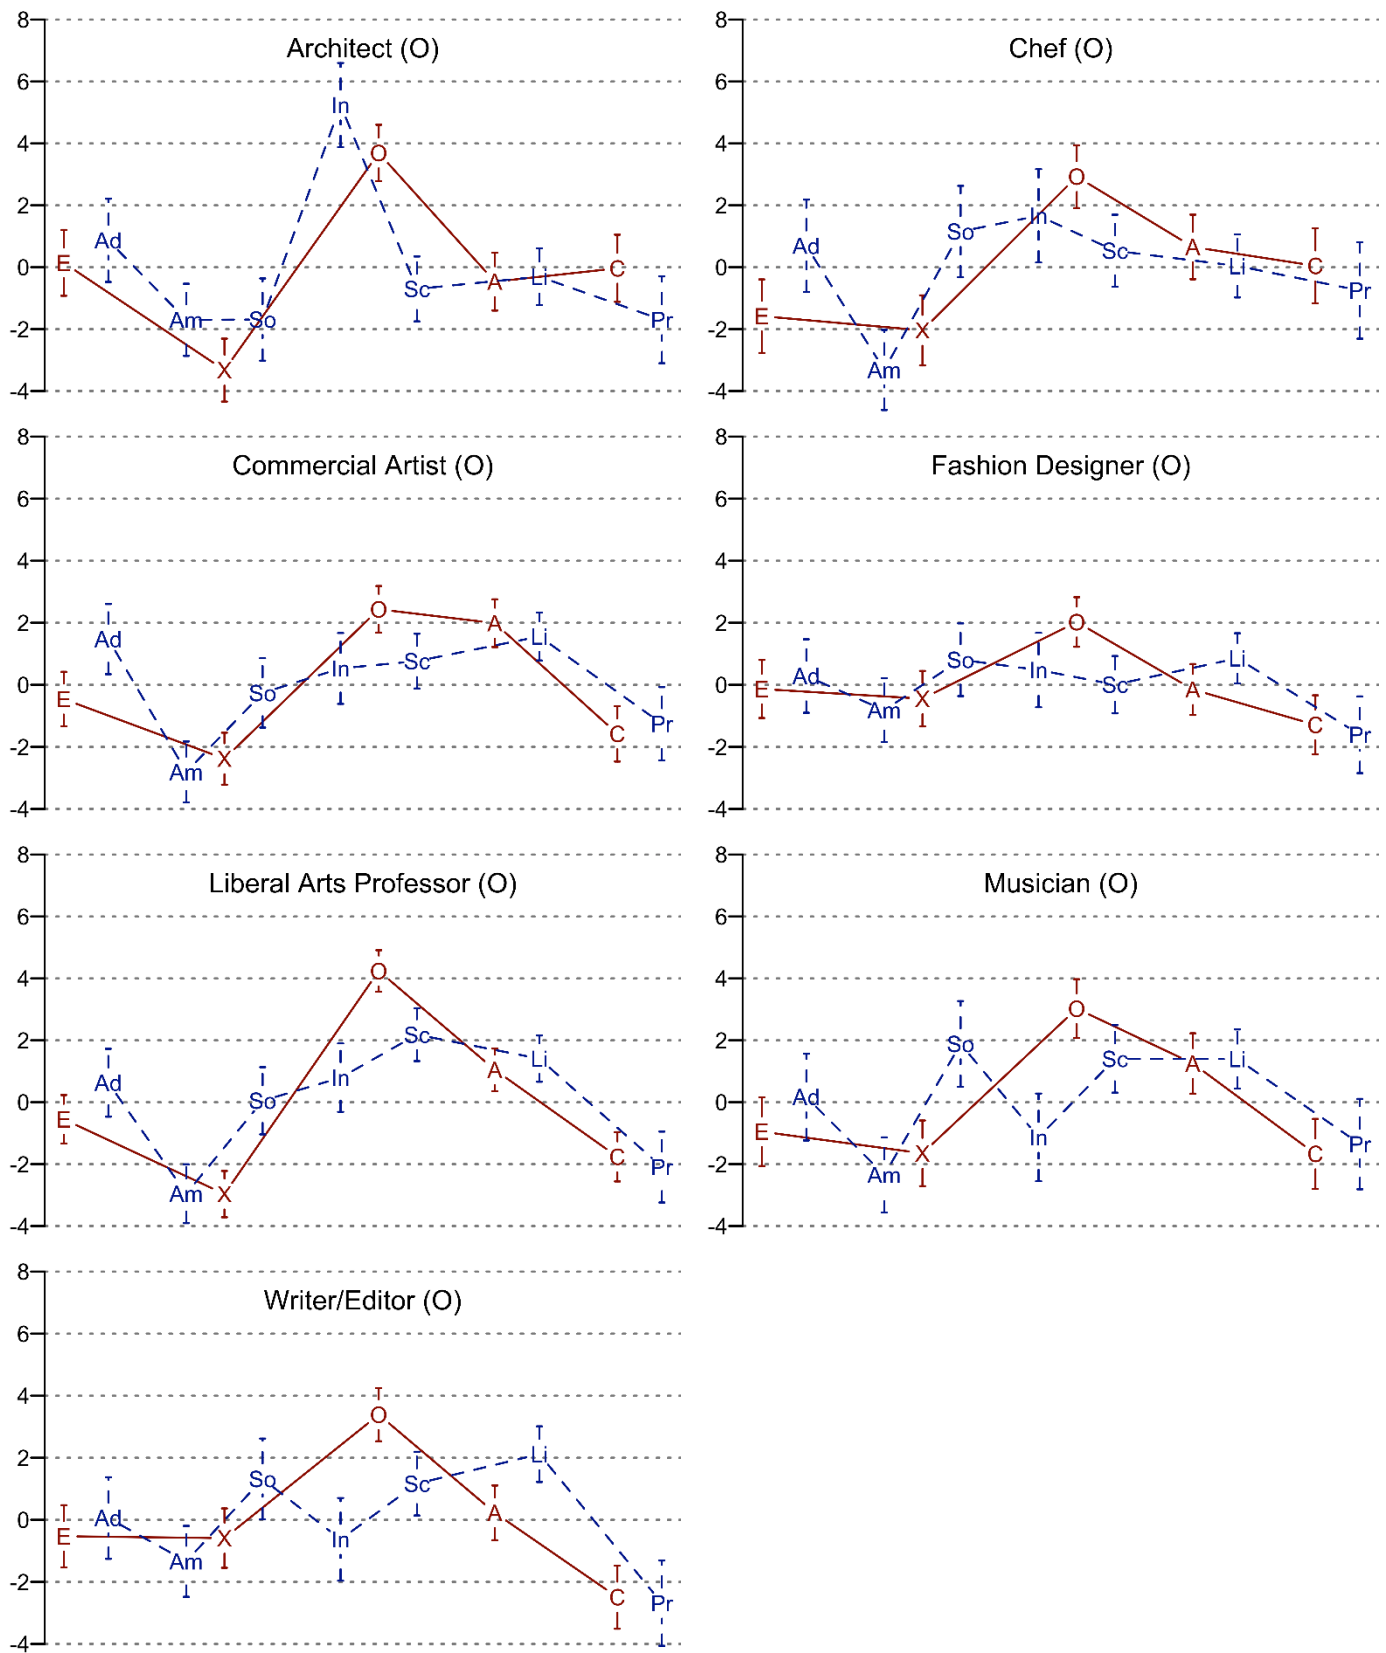 Architect (O)
8
6
4
2
0
-2
-4
E
Ad
Am
X
So
In
O
Sc
A
Li
C
Pr
Chef (O)
8
6
4
2
0
-2
-4
E
Ad
Am
X
So
In
O
Sc
A
Li
C
Pr
Commercial Artist (O)
8
6
4
2
0
-2
-4
E
Ad
Am
X
So
In
O
Sc
A
Li
C
Pr
Fashion Designer (O)
8
6
4
2
0
-2
-4
E
Ad
Am
X
So
In
O
Sc
A
Li
C
Pr
Liberal Arts Professor (O)
8
6
4
2
0
-2
-4
E
Ad
Am
X
So
In
O
Sc
A
Li
C
Pr
Musician (O)
8
6
4
2
0
-2
-4
E
Ad
Am
X
So
In
O
Sc
A
Li
C
Pr
Writer/Editor (O)
8
6
4
2
0
-2
-4
E
Ad
Am
X
So
In
O
Sc
A
Li
C
Pr